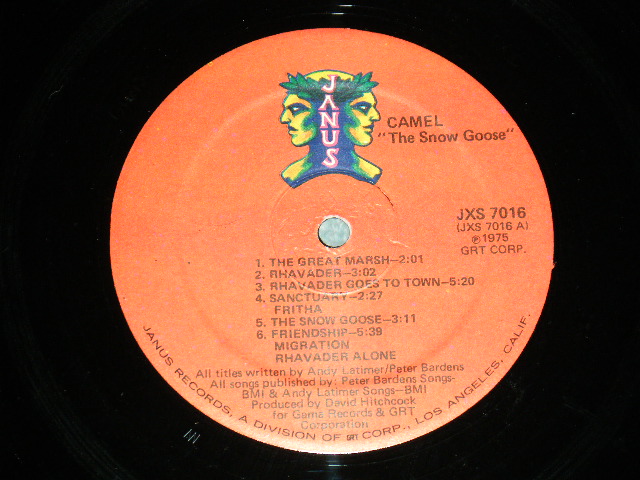 JANUS
CAMEL
"The Snow Goose"
JXS 7016
(JXS 7016 A)
℗1975
GRT CORP.
1. THE GREAT MARSH—2:01
2. RHAVADER—3:02
3. RHAVADER GOES TO TOWN—5:20
4. SANCTUARY—2:27
FRITHA
5. THE SNOW GOOSE—3:11
6. FRIENDSHIP—5:39
MIGRATION
RHAVADER ALONE
All titles written by Andy Latimer/Peter Bardens
All songs published by: Peter Bardens Songs-
BMI & Andy Latimer Songs—BMI
Produced by David Hitchcock
for Gama Records & GRT
Corporation
JANUS RECORDS, A DIVISION OF GRT CORP., LOS ANGELES, CALIF.